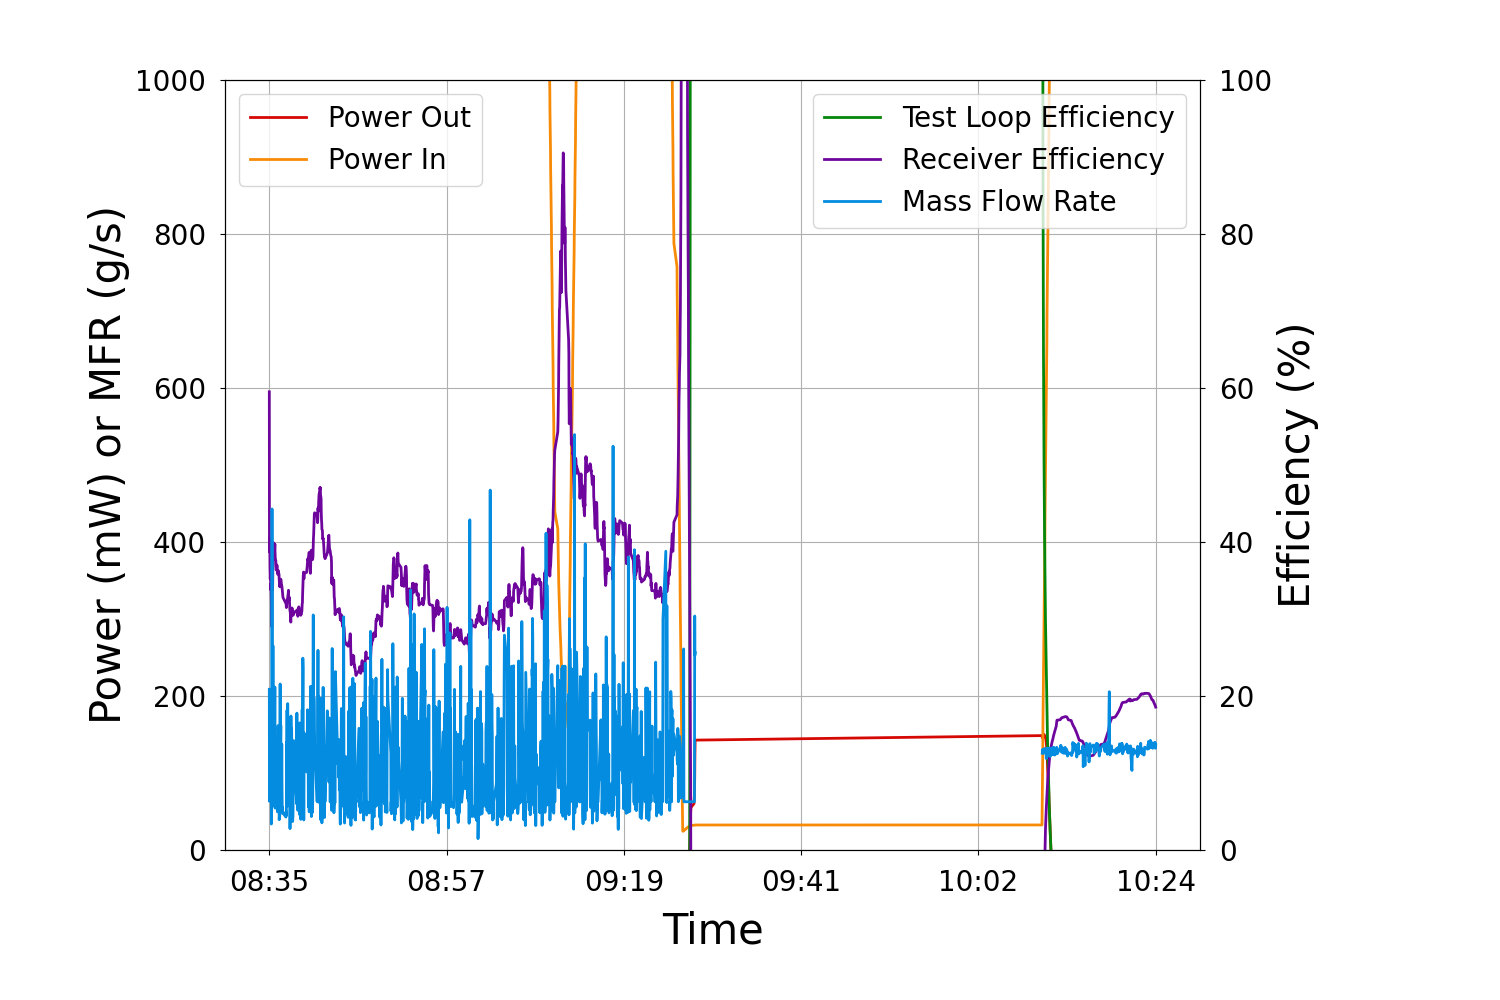 Power (mW) or MFR (g/s)
1000
800
600
400
200
0
Power Out
Power In
Test Loop Efficiency
Receiver Efficiency
Mass Flow Rate
100
80
60
40
20
0
Efficiency (%)
08:35 08:57 09:19 09:41 10:02 10:24
Time